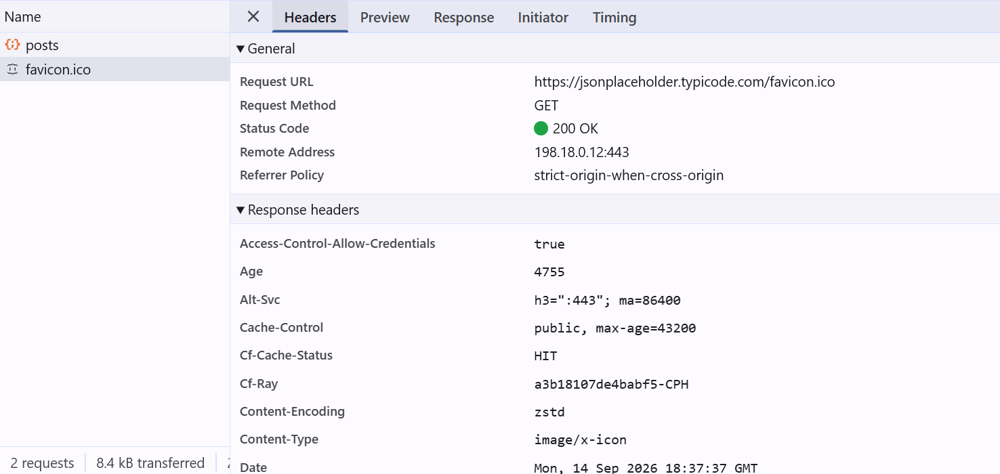 Name
Headers Preview Response Initiator Timing
posts
favicon.ico
General
Request URL https://jsonplaceholder.typicode.com/favicon.ico
Request Method GET
Status Code 200 OK
Remote Address 198.18.0.12:443
Referrer Policy strict-origin-when-cross-origin
Response headers
Access-Control-Allow-Credentials true
Age 4755
Alt-Svc h3=":443"; ma=86400
Cache-Control public, max-age=43200
Cf-Cache-Status HIT
Cf-Ray a3b18107de4babf5-CPH
Content-Encoding zstd
Content-Type image/x-icon
Date Mon, 14 Sep 2026 18:37:37 GMT
2 requests 8.4 kB transferred